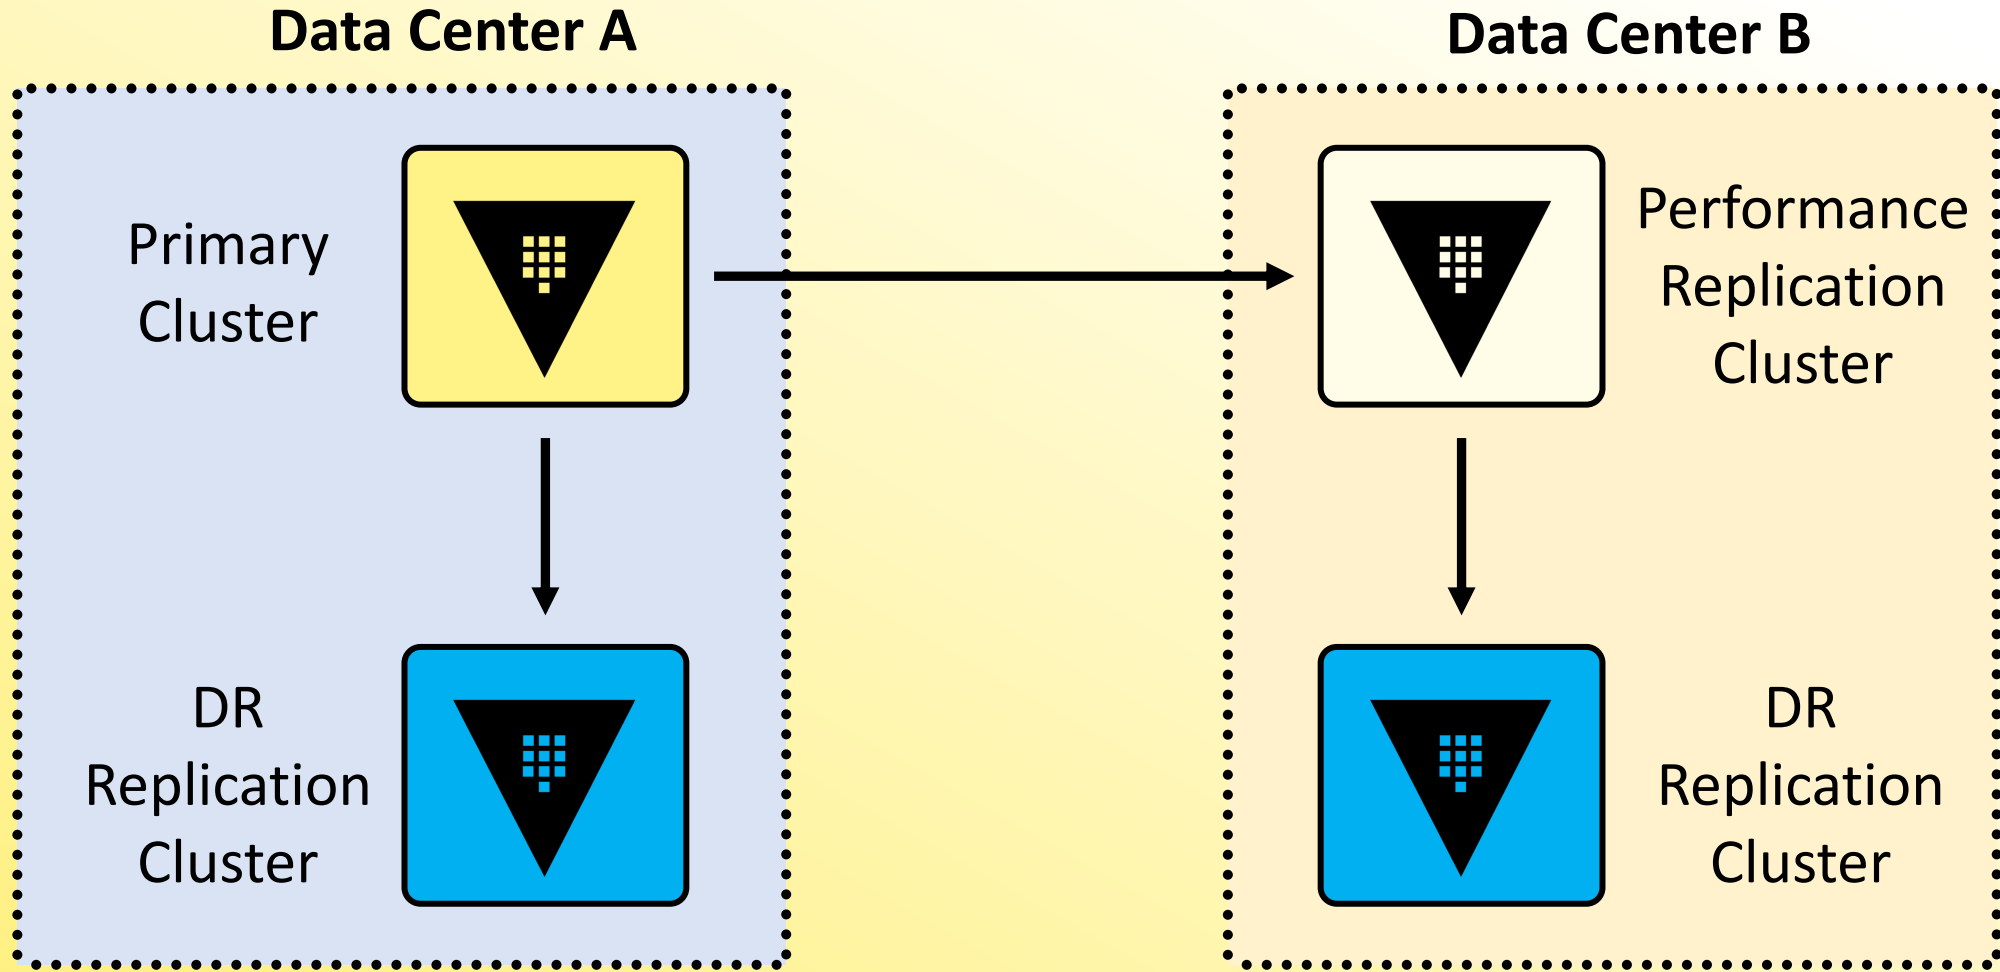 Data Center A
Data Center B
Primary
Cluster
Performance
Replication
Cluster
DR
Replication
Cluster
DR
Replication
Cluster